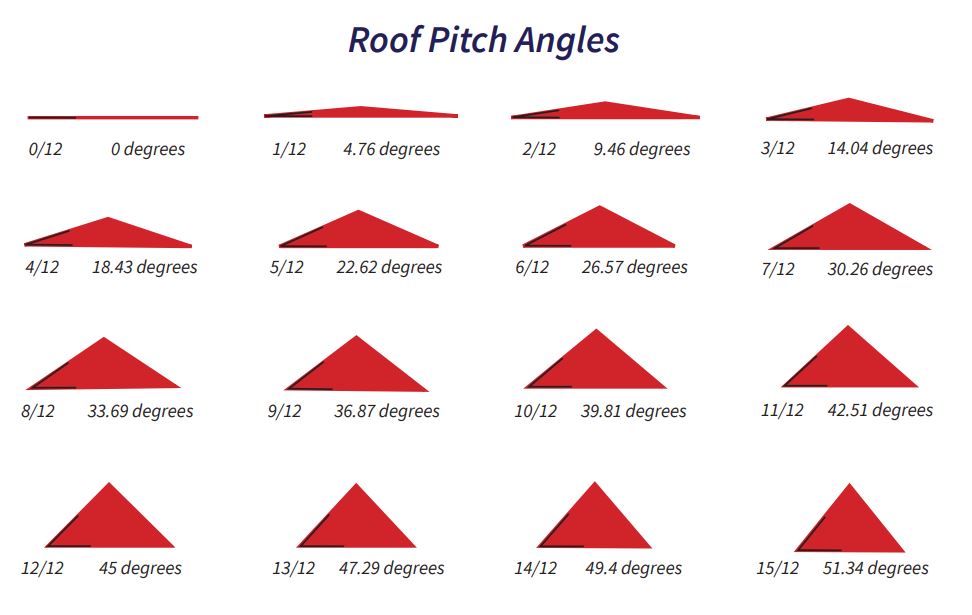 Roof Pitch Angles
0/12 0 degrees 1/12 4.76 degrees 2/12 9.46 degrees 3/12 14.04 degrees
4/12 18.43 degrees 5/12 22.62 degrees 6/12 26.57 degrees 7/12 30.26 degrees
8/12 33.69 degrees 9/12 36.87 degrees 10/12 39.81 degrees 11/12 42.51 degrees
12/12 45 degrees 13/12 47.29 degrees 14/12 49.4 degrees 15/12 51.34 degrees